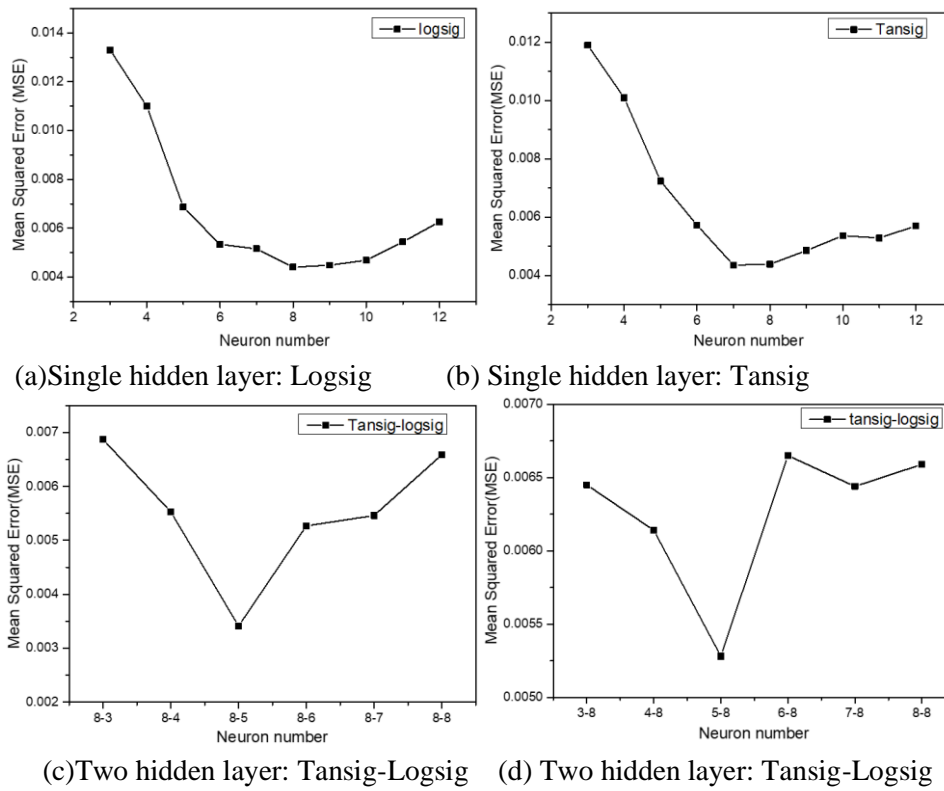 0.014
0.012
0.010
0.008
0.006
0.004
Mean Squared Error (MSE)
2 4 6 8 10 12
Neuron number
logsig
0.012
0.010
0.008
0.006
0.004
Mean Squared Error(MSE)
2 4 6 8 10 12
Neuron number
Tansig
(a)Single hidden layer: Logsig
(b) Single hidden layer: Tansig
0.007
0.006
0.005
0.004
0.003
0.002
Mean Squared Error(MSE)
8-3 8-4 8-5 8-6 8-7 8-8
Neuron number
Tansig-logsig
0.0070
0.0065
0.0060
0.0055
0.0050
Mean Squared Error(MSE)
3-8 4-8 5-8 6-8 7-8 8-8
Neuron number
tansig-logsig
(c)Two hidden layer: Tansig-Logsig
(d) Two hidden layer: Tansig-Logsig